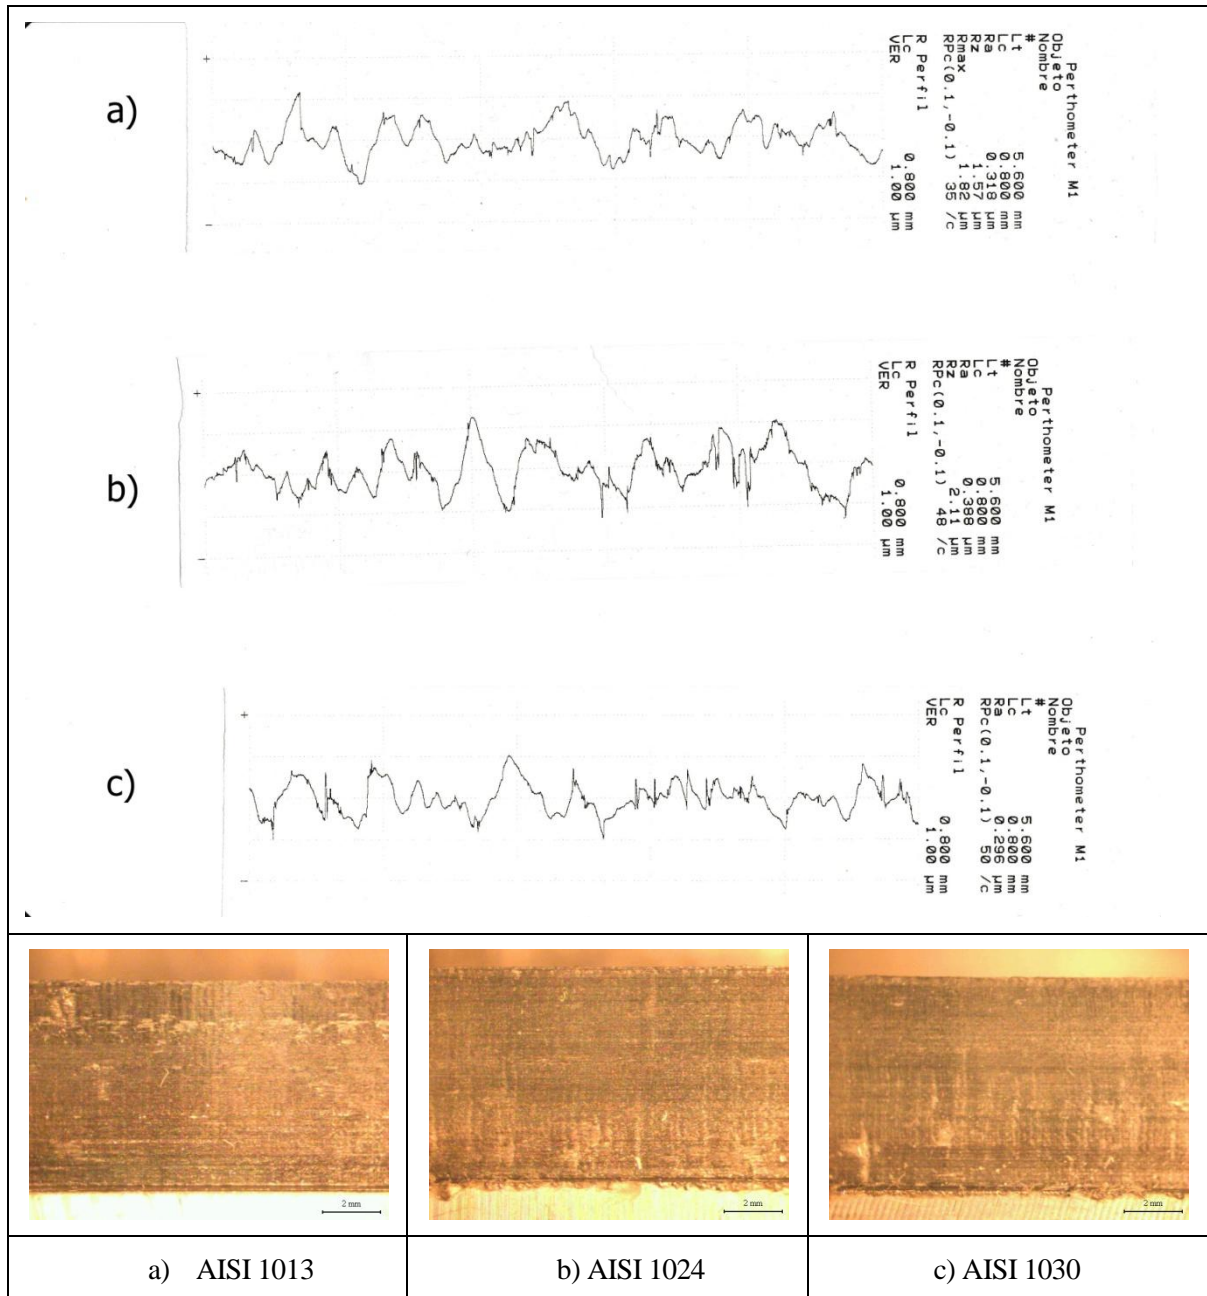 a)
+
-
Perthometer M1
Objeto
Nombre
#
Lt 5.600 mm
Lc 0.800 mm
Ra 0.318 µm
Rz 1.57 µm
Rmax 1.82 µm
RPc(0.1,-0.1) 35 /c
R Perfil
Lc 0.800 mm
VER 1.00 µm
b)
+
-
Perthometer M1
Objeto
Nombre
#
Lt 5.600 mm
Lc 0.800 mm
Ra 0.388 µm
Rz 2.11 µm
RPc(0.1,-0.1) 48 /c
R Perfil
Lc 0.800 mm
VER 1.00 µm
c)
+
-
Perthometer M1
Objeto
Nombre
#
Lt 5.600 mm
Lc 0.800 mm
Ra 0.296 µm
RPc(0.1,-0.1) 50 /c
R Perfil
Lc 0.800 mm
VER 1.00 µm
2 mm
2 mm
2 mm
a) AISI 1013
b) AISI 1024
c) AISI 1030